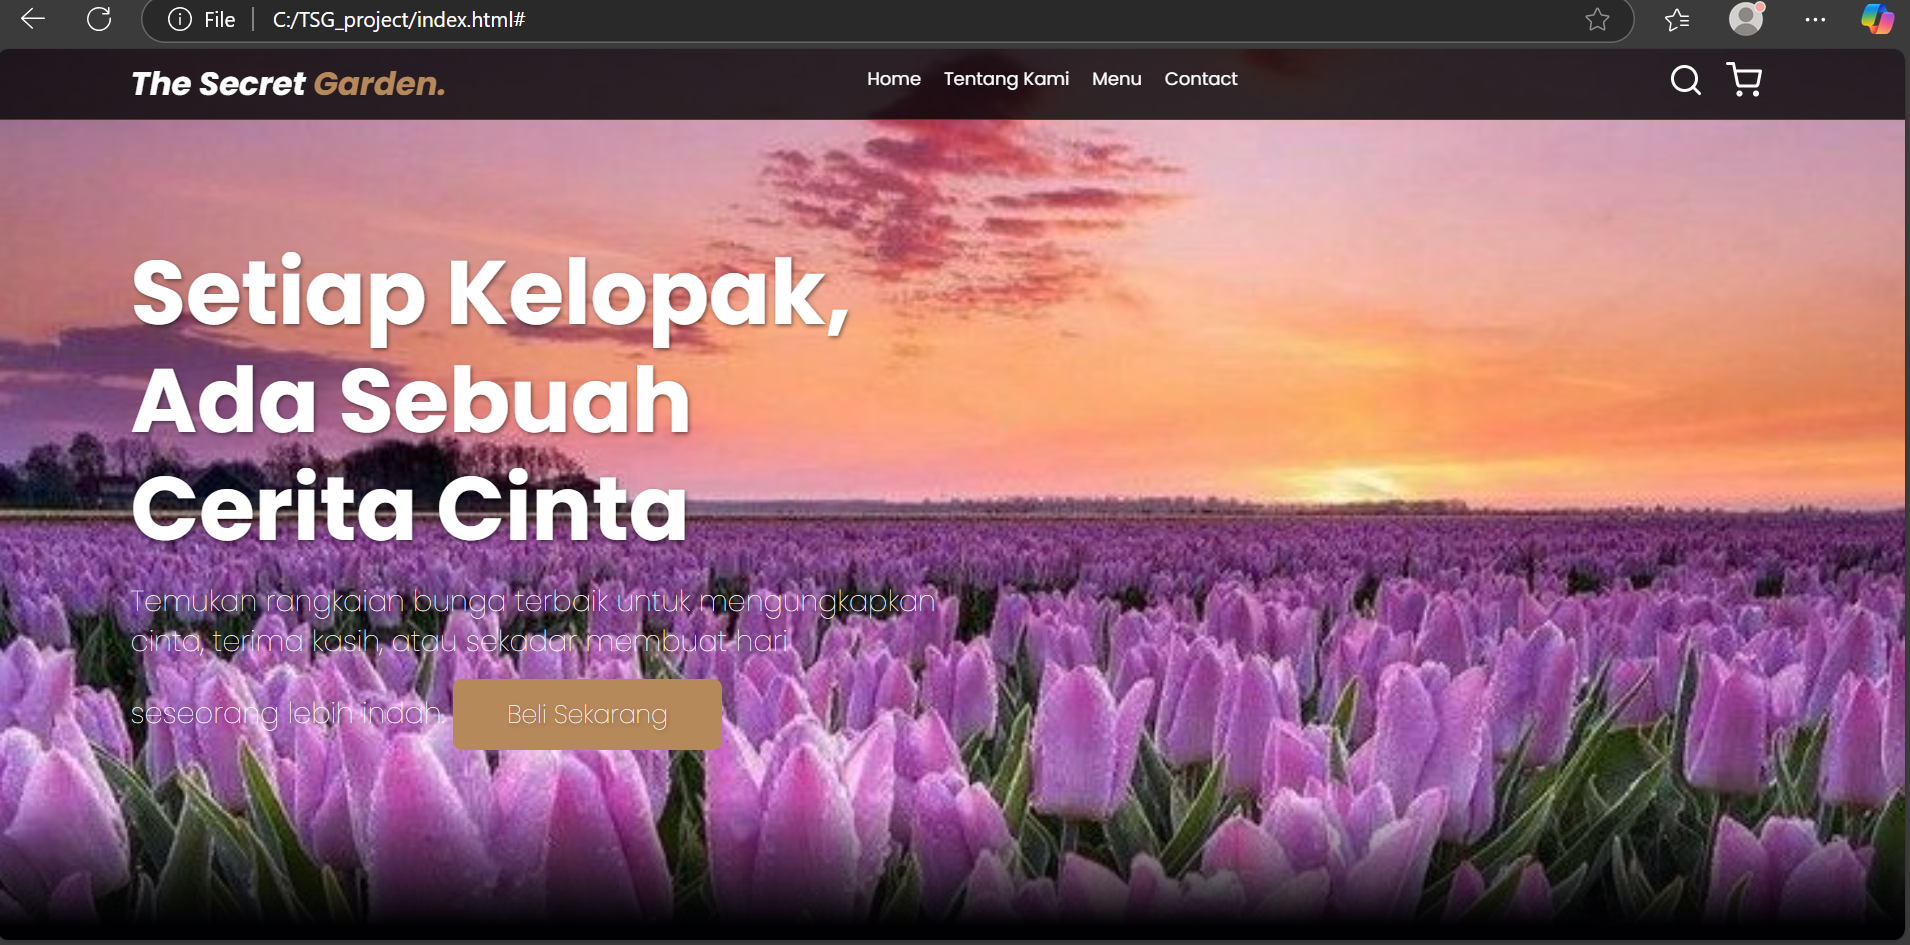 File
C:/TSG_project/index.html#
The Secret Garden.
Home Tentang Kami Menu Contact
Setiap Kelopak,
Ada Sebuah
Cerita Cinta
Temukan rangkaian bunga terbaik untuk mengungkapkan
cinta, terima kasih, atau sekadar membuat hari
seseorang lebih indah.
Beli Sekarang